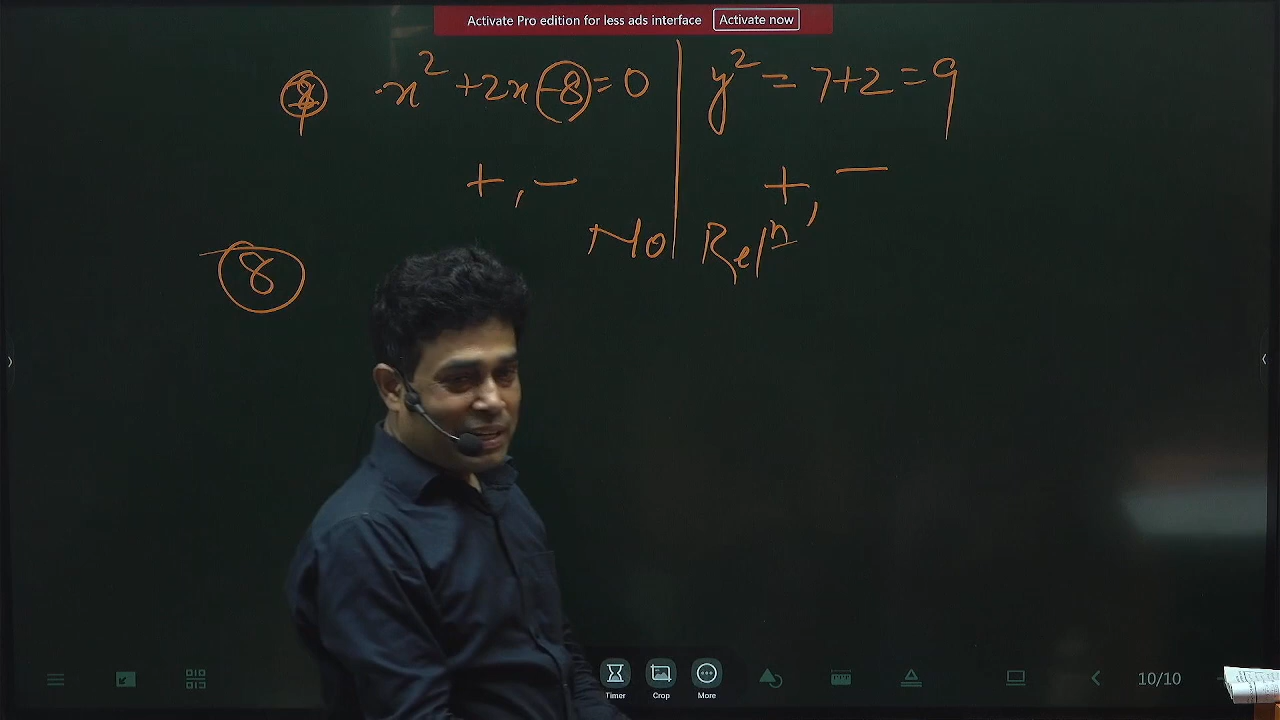 Activate Pro edition for less ads interface Activate now
x² + 2x - 8 = 0 | y² = 7 + 2 = 9
+, - | +, -
No Relⁿ
8
Timer Crop More
10/10